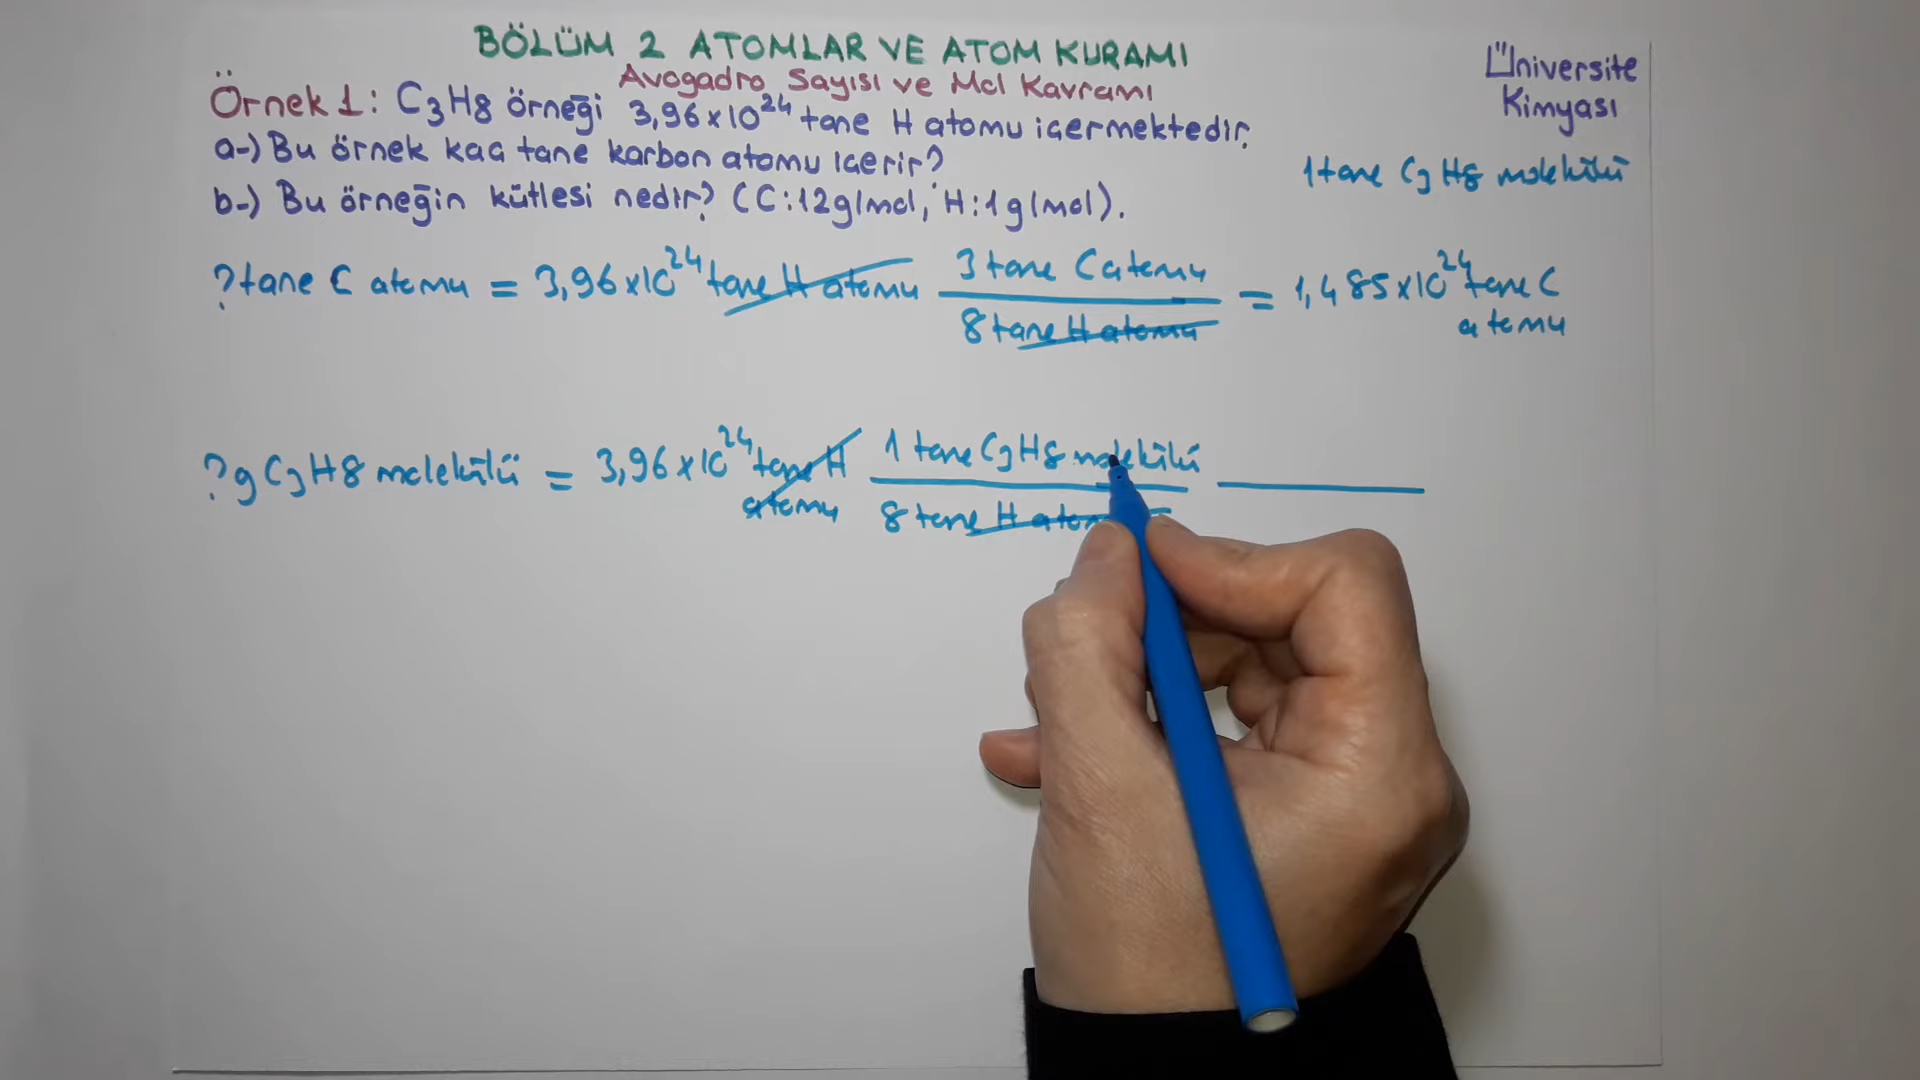 BÖLÜM 2 ATOMLAR VE ATOM KURAMI
Avogadro Sayısı ve Mol Kavramı
Üniversite
Kimyası
Örnek 1: C3H8 örneği 3,96x10^24 tane H atomu içermektedir.
a-) Bu örnek kaç tane karbon atomu içerir?
b-) Bu örneğin kütlesi nedir? (C:12g/mol, H:1g/mol).
1 tane C3H8 molekülü
?tane C atomu = 3,96x10^24 tane H atomu 3 tane C atomu / 8 tane H atomu = 1,485x10^24 tane C atomu
?g C3H8 molekülü = 3,96x10^24 tane H atomu 1 tane C3H8 molekülü / 8 tane H